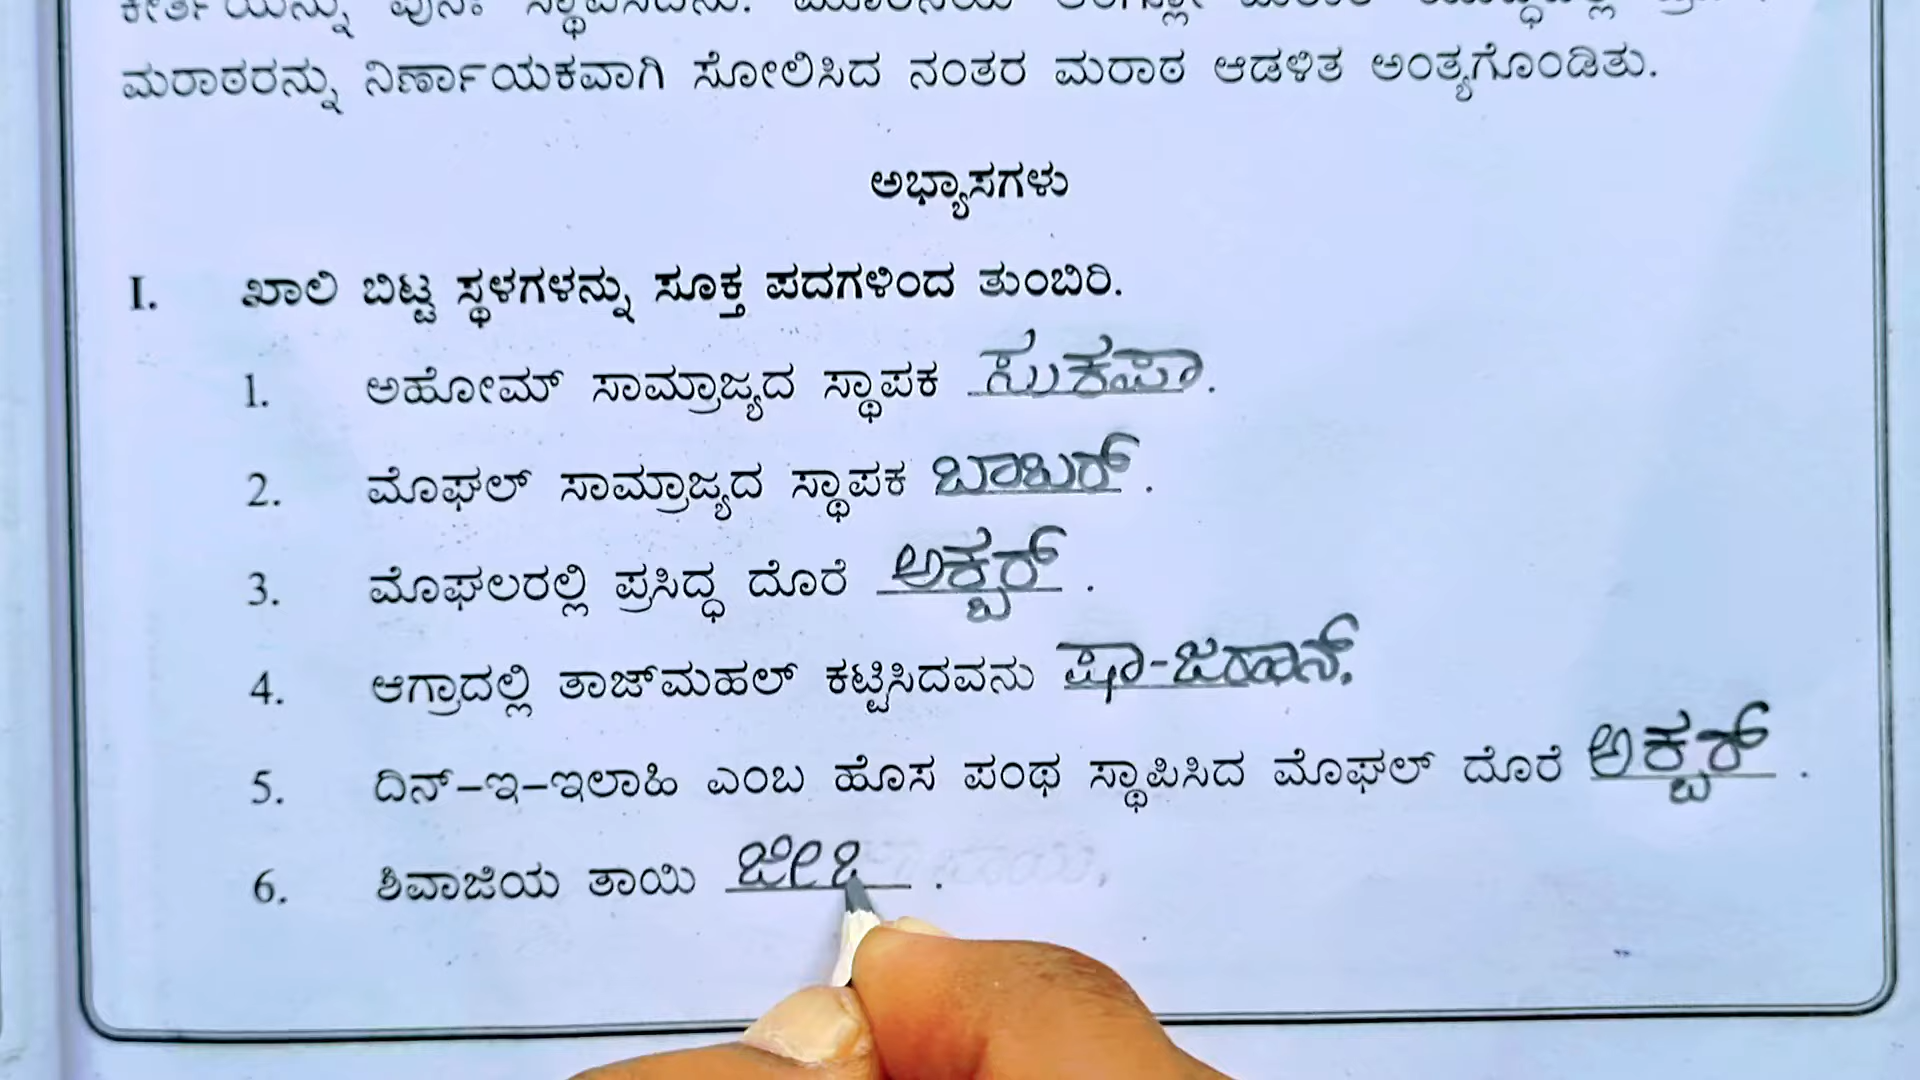 ಮರಾಠರನ್ನು ನಿರ್ಣಾಯಕವಾಗಿ ಸೋಲಿಸಿದ ನಂತರ ಮರಾಠ ಆಡಳಿತ ಅಂತ್ಯಗೊಂಡಿತು.
ಅಭ್ಯಾಸಗಳು
I. ಖಾಲಿ ಬಿಟ್ಟ ಸ್ಥಳಗಳನ್ನು ಸೂಕ್ತ ಪದಗಳಿಂದ ತುಂಬಿರಿ.
1. ಅಹೋಮ್ ಸಾಮ್ರಾಜ್ಯದ ಸ್ಥಾಪಕ ಸುಕಪಾ.
2. ಮೊಘಲ್ ಸಾಮ್ರಾಜ್ಯದ ಸ್ಥಾಪಕ ಬಾಬರ್.
3. ಮೊಘಲರಲ್ಲಿ ಪ್ರಸಿದ್ಧ ದೊರೆ ಅಕ್ಬರ್.
4. ಆಗ್ರಾದಲ್ಲಿ ತಾಜ್‌ಮಹಲ್ ಕಟ್ಟಿಸಿದವನು ಷಾ-ಜಹಾನ್.
5. ದಿನ್-ಇ-ಇಲಾಹಿ ಎಂಬ ಹೊಸ ಪಂಥ ಸ್ಥಾಪಿಸಿದ ಮೊಘಲ್ ದೊರೆ ಅಕ್ಬರ್.
6. ಶಿವಾಜಿಯ ತಾಯಿ